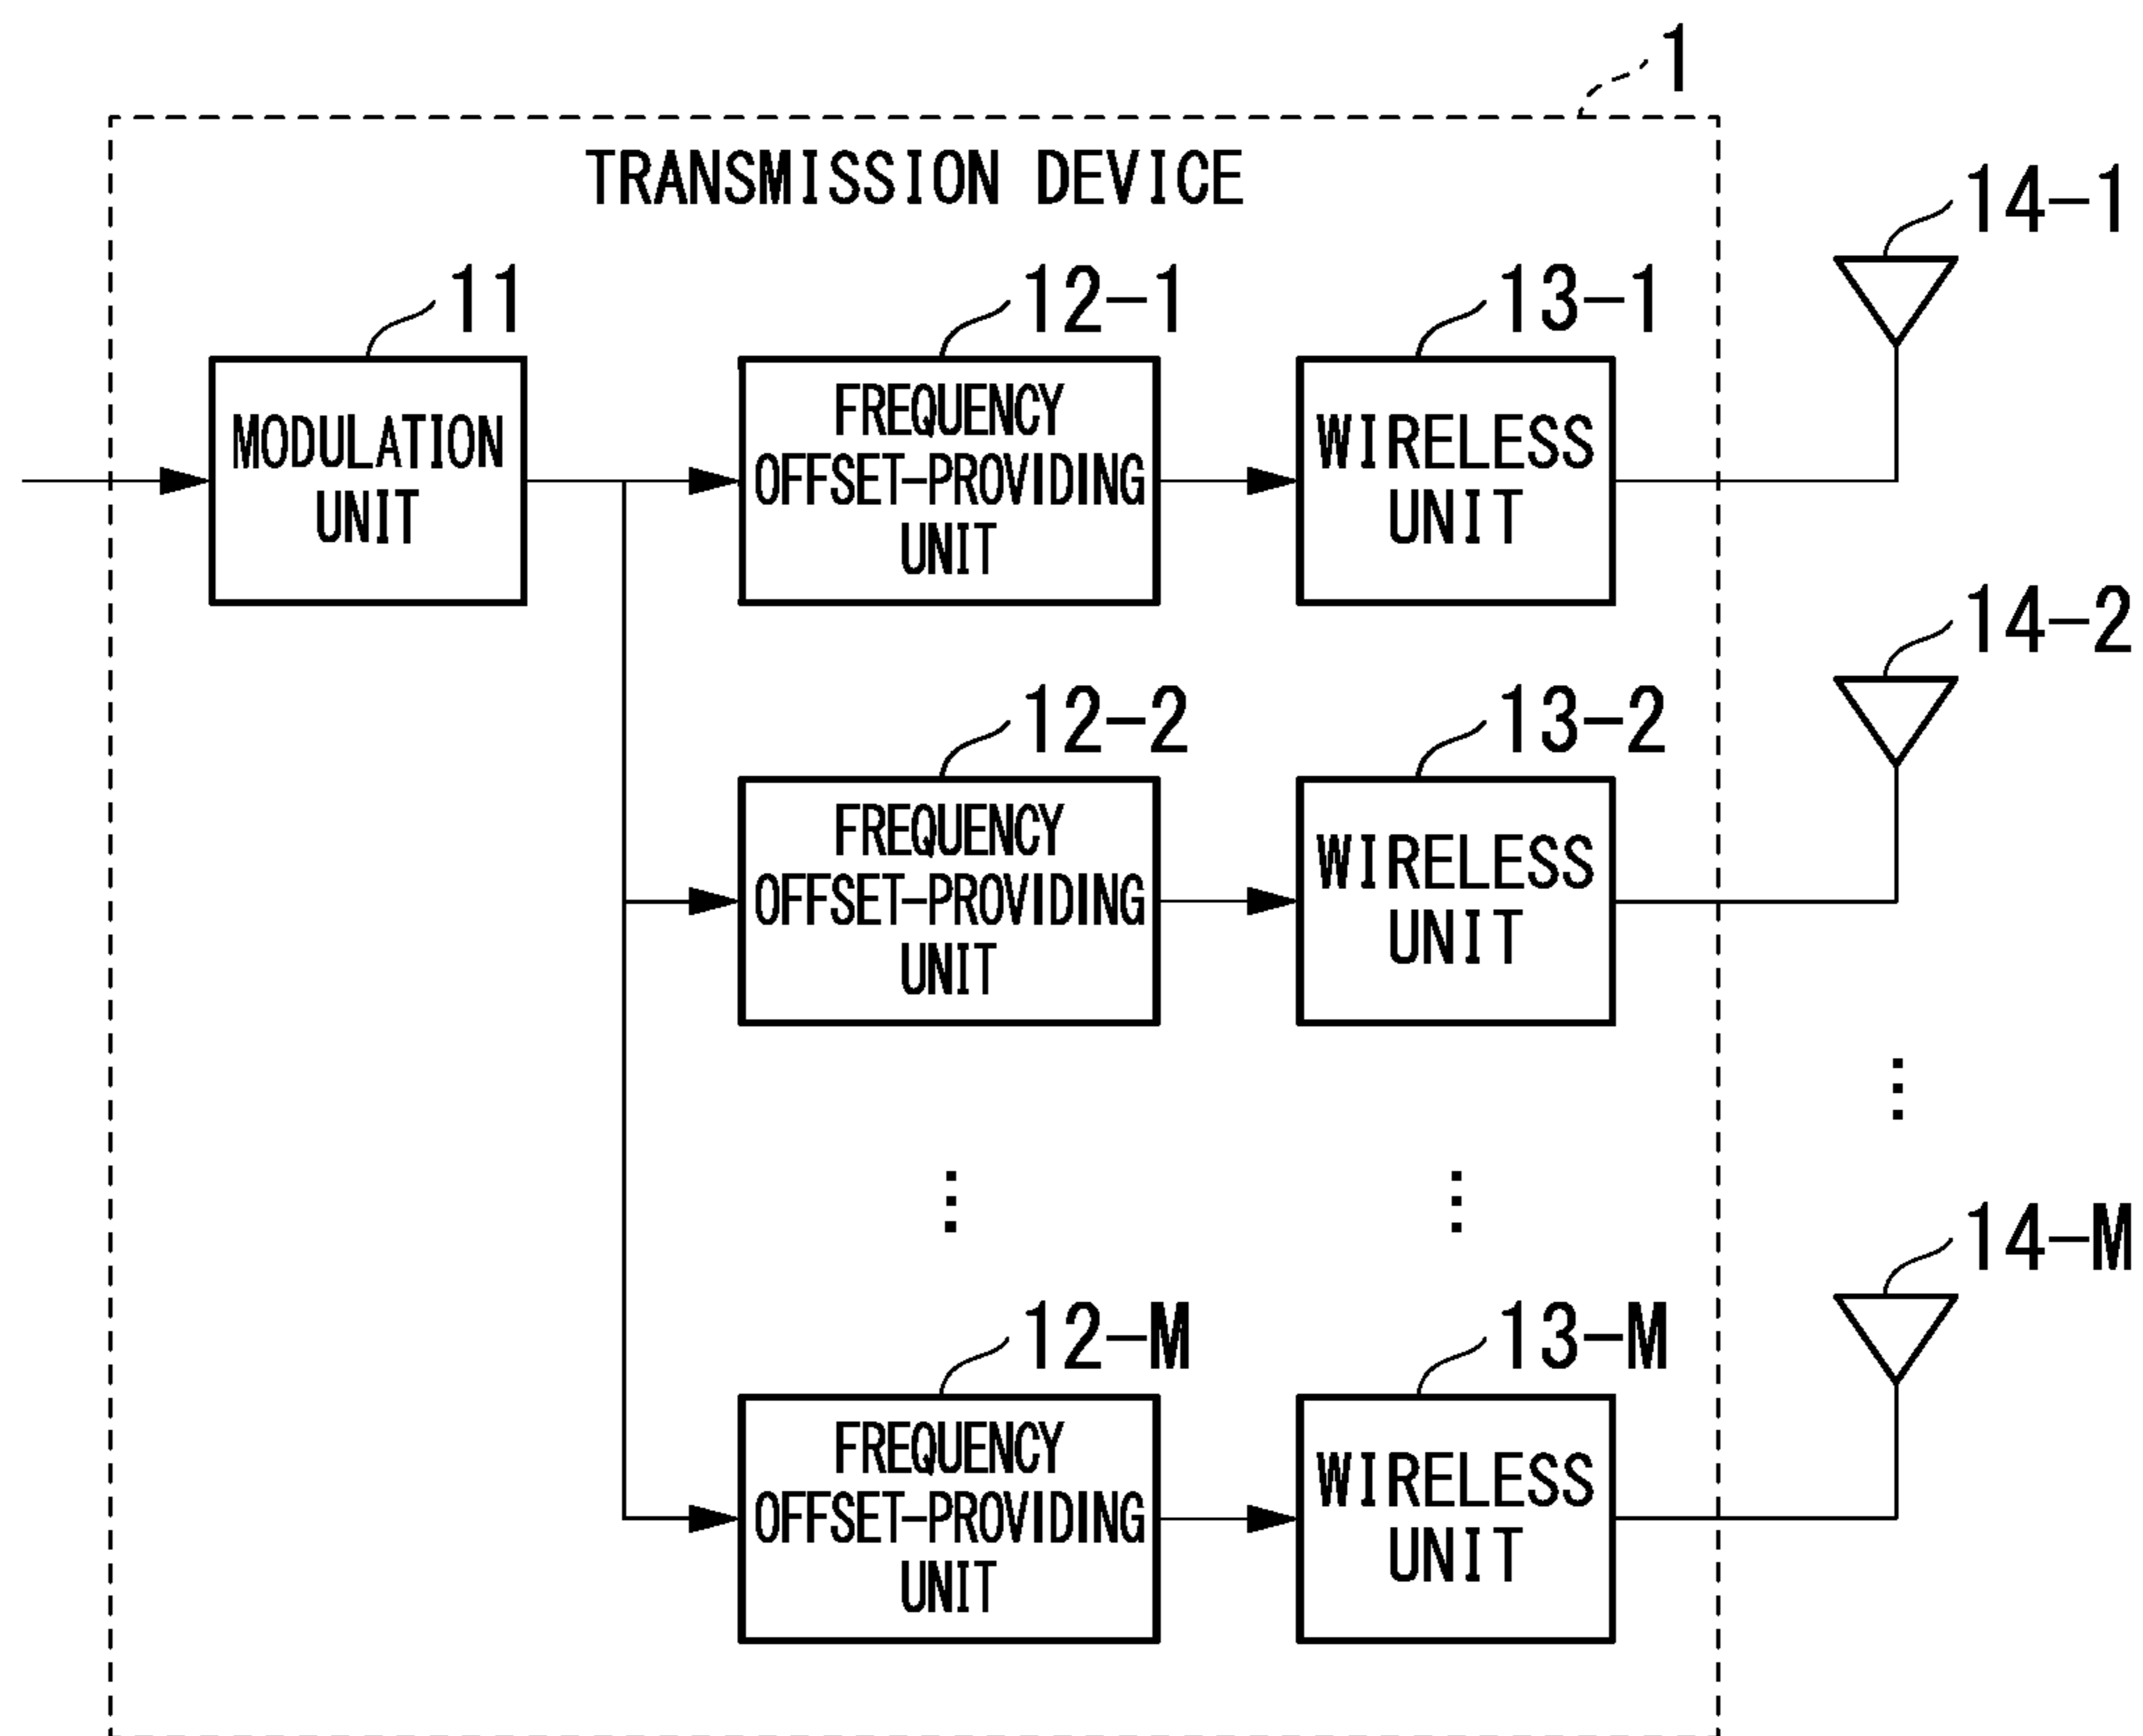 1
TRANSMISSION DEVICE
14-1
11
12-1
13-1
MODULATION
UNIT
FREQUENCY
OFFSET-PROVIDING
UNIT
WIRELESS
UNIT
14-2
12-2
13-2
FREQUENCY
OFFSET-PROVIDING
UNIT
WIRELESS
UNIT
14-M
12-M
13-M
FREQUENCY
OFFSET-PROVIDING
UNIT
WIRELESS
UNIT